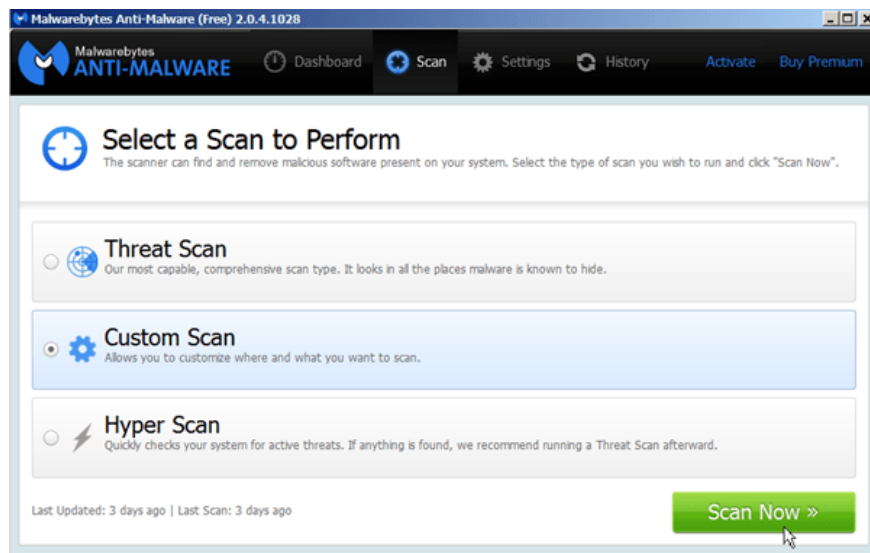 Malwarebytes Anti-Malware (Free) 2.0.4.1028
Malwarebytes
ANTI-MALWARE
Dashboard
Scan
Settings
History
Activate
Buy Premium
Select a Scan to Perform
The scanner can find and remove malicious software present on your system. Select the type of scan you wish to run and click "Scan Now".
Threat Scan
Our most capable, comprehensive scan type. It looks in all the places malware is known to hide.
Custom Scan
Allows you to customize where and what you want to scan.
Hyper Scan
Quickly checks your system for active threats. If anything is found, we recommend running a Threat Scan afterward.
Last Updated: 3 days ago | Last Scan: 3 days ago
Scan Now »